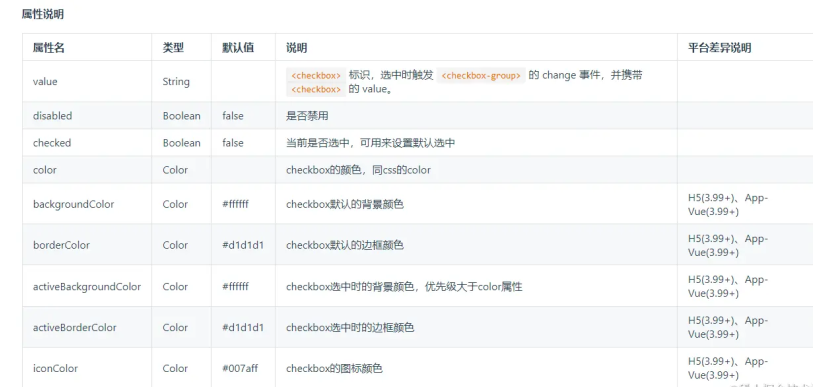 属性说明
属性名 类型 默认值 说明 平台差异说明
value String <checkbox> 标识，选中时触发 <checkbox-group> 的 change 事件，并携带
<checkbox> 的 value。
disabled Boolean false 是否禁用
checked Boolean false 当前是否选中，可用来设置默认选中
color Color checkbox的颜色，同css的color
backgroundColor Color #ffffff checkbox默认的背景颜色 H5(3.99+)、App-
Vue(3.99+)
borderColor Color #d1d1d1 checkbox默认的边框颜色 H5(3.99+)、App-
Vue(3.99+)
activeBackgroundColor Color #ffffff checkbox选中时的背景颜色，优先级大于color属性 H5(3.99+)、App-
Vue(3.99+)
activeBorderColor Color #d1d1d1 checkbox选中时的边框颜色 H5(3.99+)、App-
Vue(3.99+)
iconColor Color #007aff checkbox的图标颜色 H5(3.99+)、App-
Vue(3.99+)